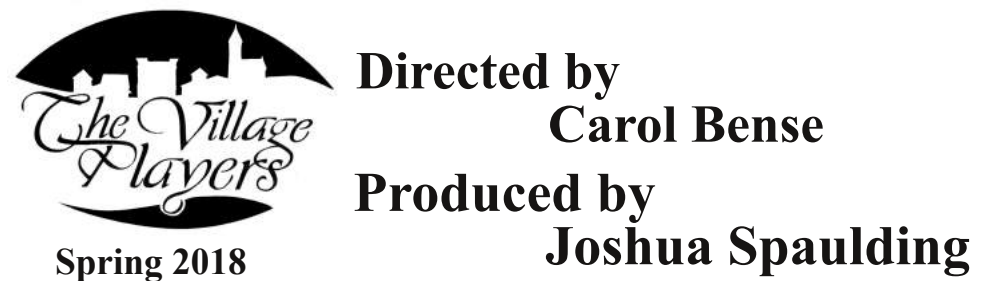 The Village
Players
Spring 2018
Directed by
Carol Bense
Produced by
Joshua Spaulding